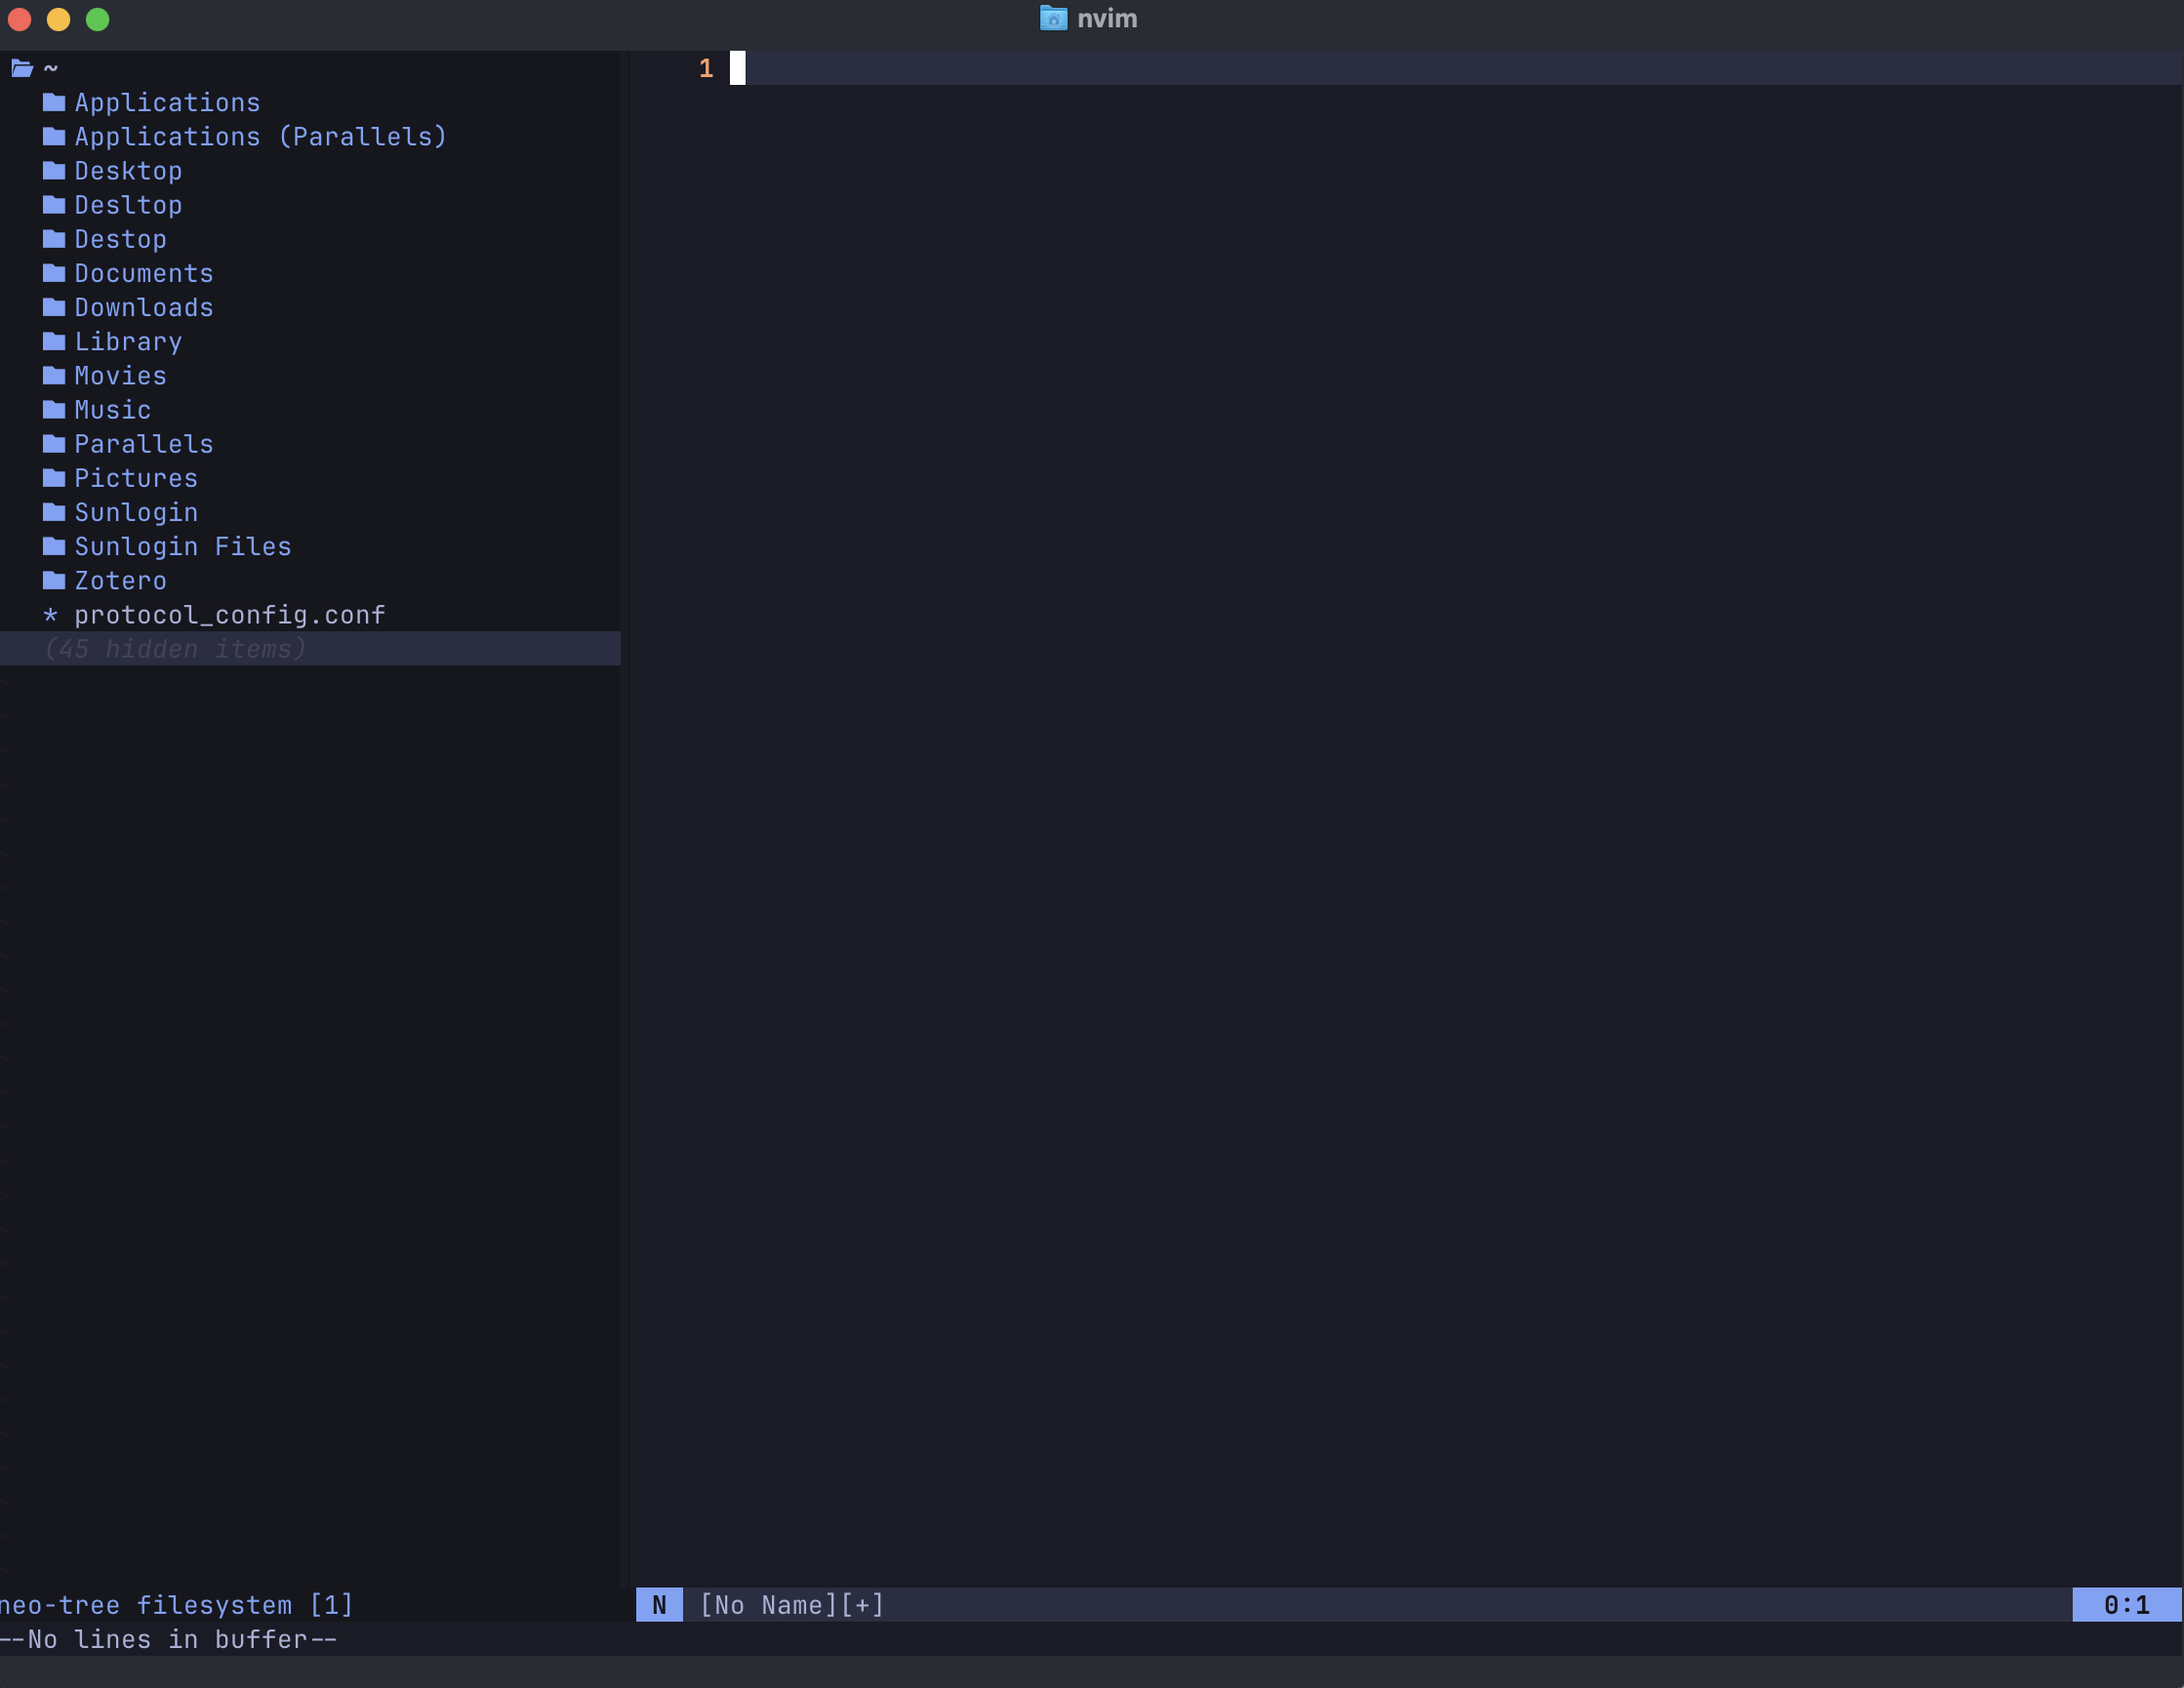 nvim
~
Applications
Applications (Parallels)
Desktop
Desltop
Destop
Documents
Downloads
Library
Movies
Music
Parallels
Pictures
Sunlogin
Sunlogin Files
Zotero
* protocol_config.conf
(45 hidden items)
1
neo-tree filesystem [1]
N [No Name][+] 0:1
--No lines in buffer--